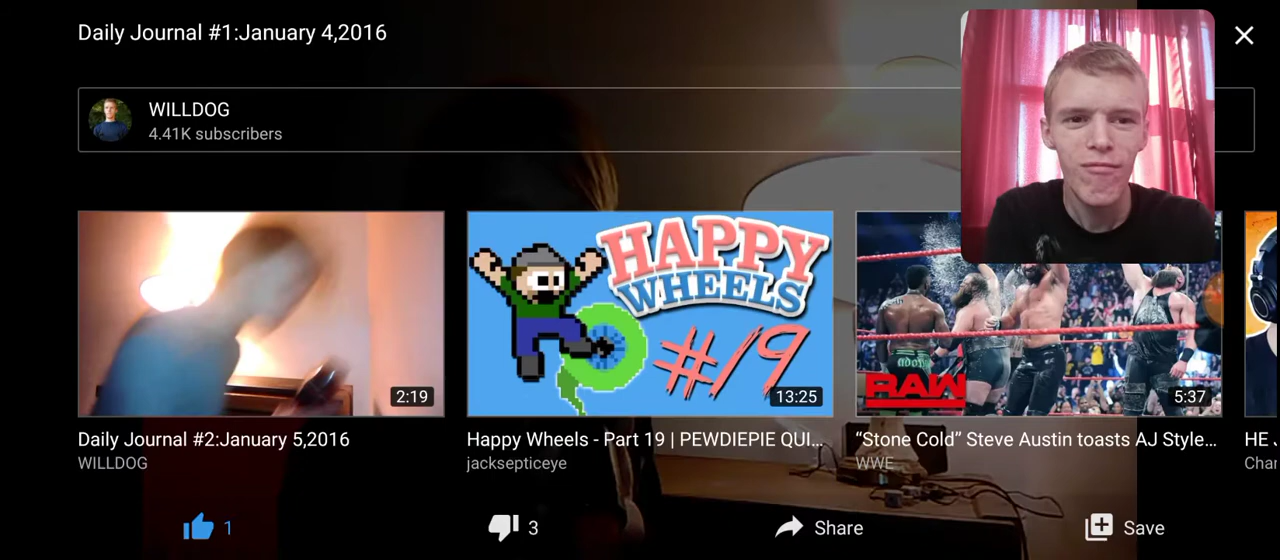 Daily Journal #1:January 4,2016
WILLDOG
4.41K subscribers
HAPPY
WHEELS
#19
RAW
2:19
13:25
5:37
Daily Journal #2:January 5,2016
WILLDOG
Happy Wheels - Part 19 | PEWDIEPIE QUI...
jacksepticeye
“Stone Cold” Steve Austin toasts AJ Style...
WWE
HE
Char
1
3
Share
Save